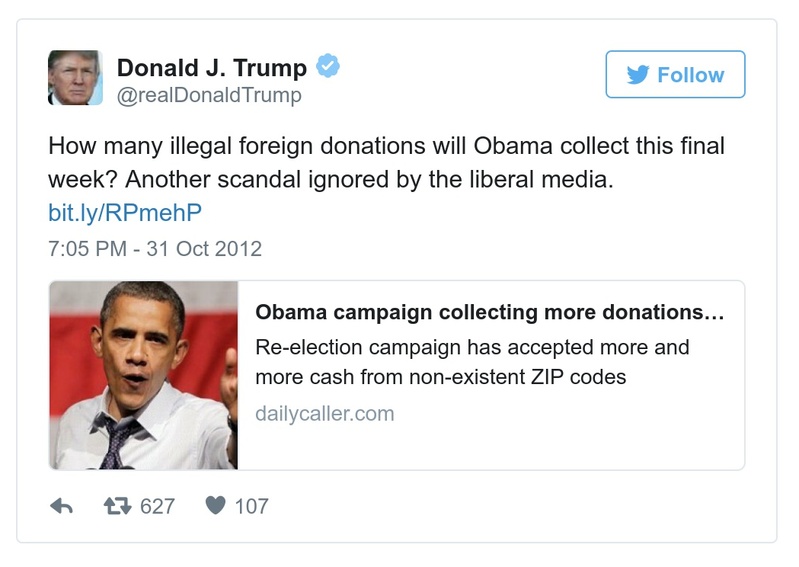 Donald J. Trump
@realDonaldTrump
Follow
How many illegal foreign donations will Obama collect this final
week? Another scandal ignored by the liberal media.
bit.ly/RPmehP
7:05 PM - 31 Oct 2012
Obama campaign collecting more donations…
Re-election campaign has accepted more and
more cash from non-existent ZIP codes
dailycaller.com
627
107